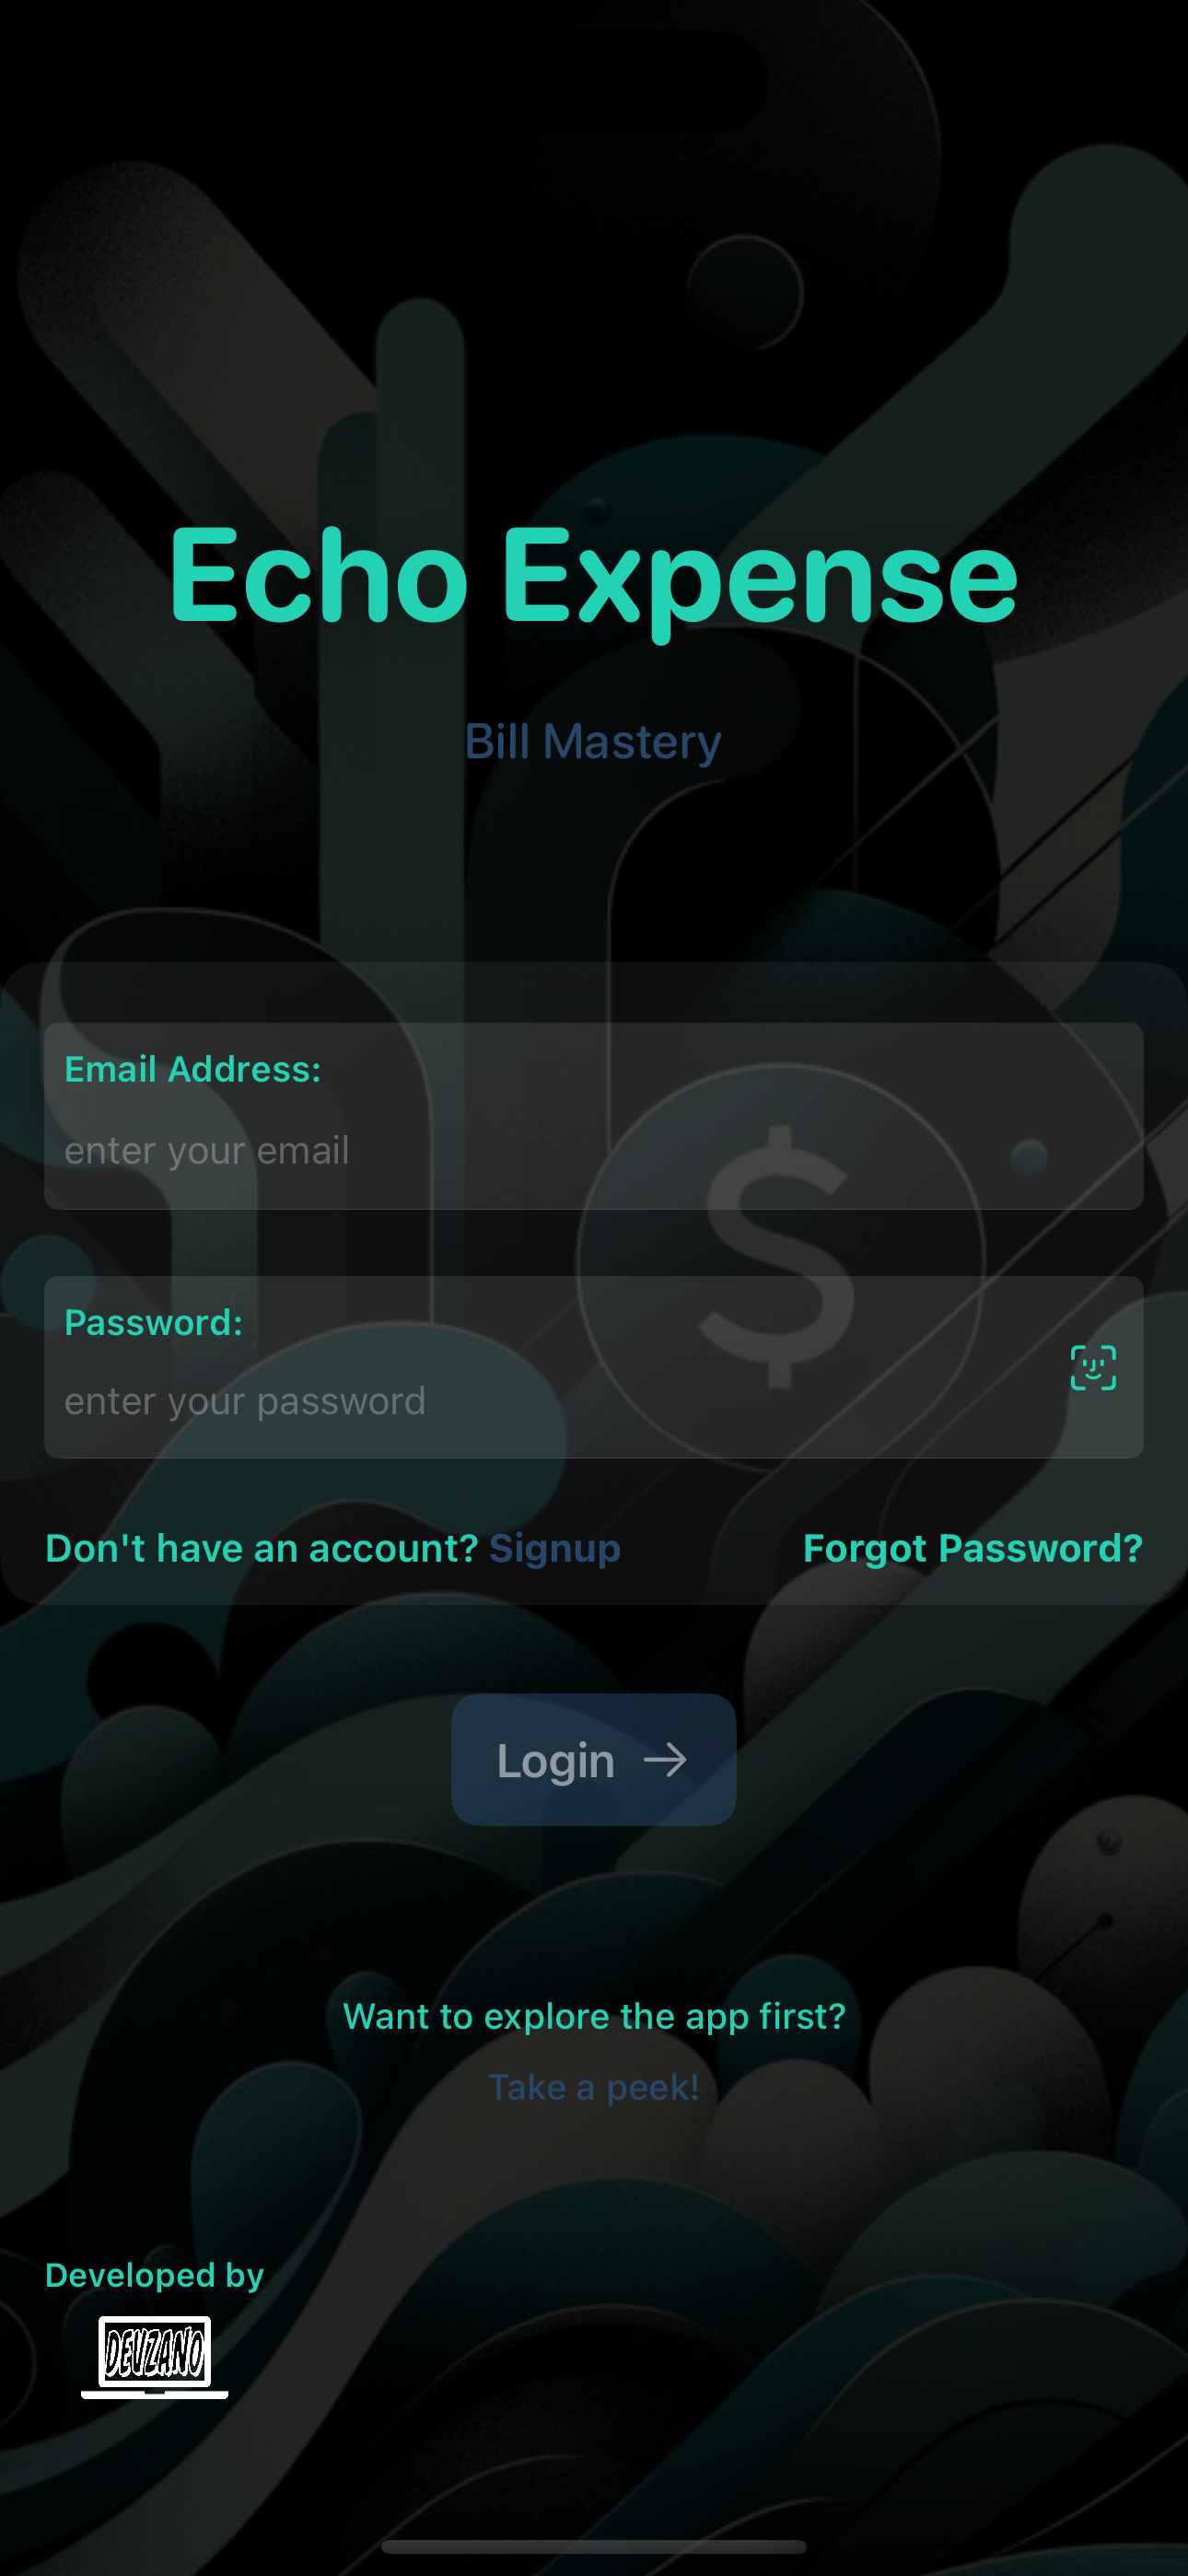 Echo Expense
Bill Mastery
Email Address:
enter your email
Password:
enter your password
Don't have an account? Signup
Forgot Password?
Login
Want to explore the app first?
Take a peek!
Developed by
DEVZANO